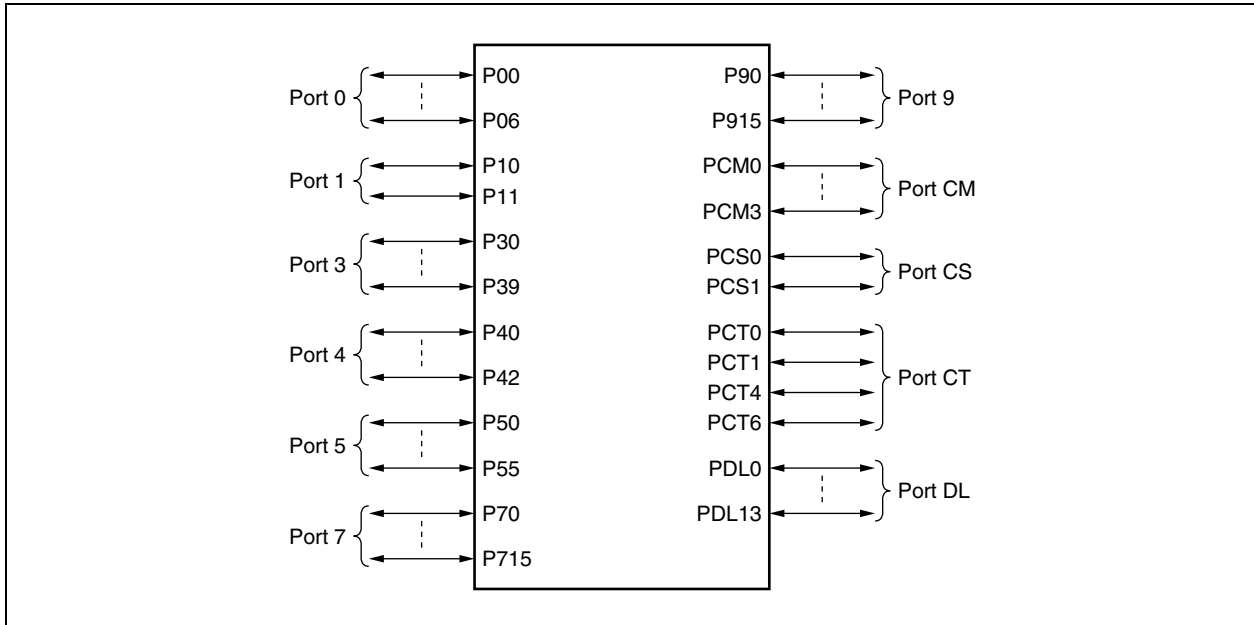 Port 0
P00
P06
Port 1
P10
P11
Port 3
P30
P39
Port 4
P40
P42
Port 5
P50
P55
Port 7
P70
P715
P90
P915
Port 9
PCM0
PCM3
Port CM
PCS0
PCS1
Port CS
PCT0
PCT1
PCT4
PCT6
Port CT
PDL0
PDL13
Port DL